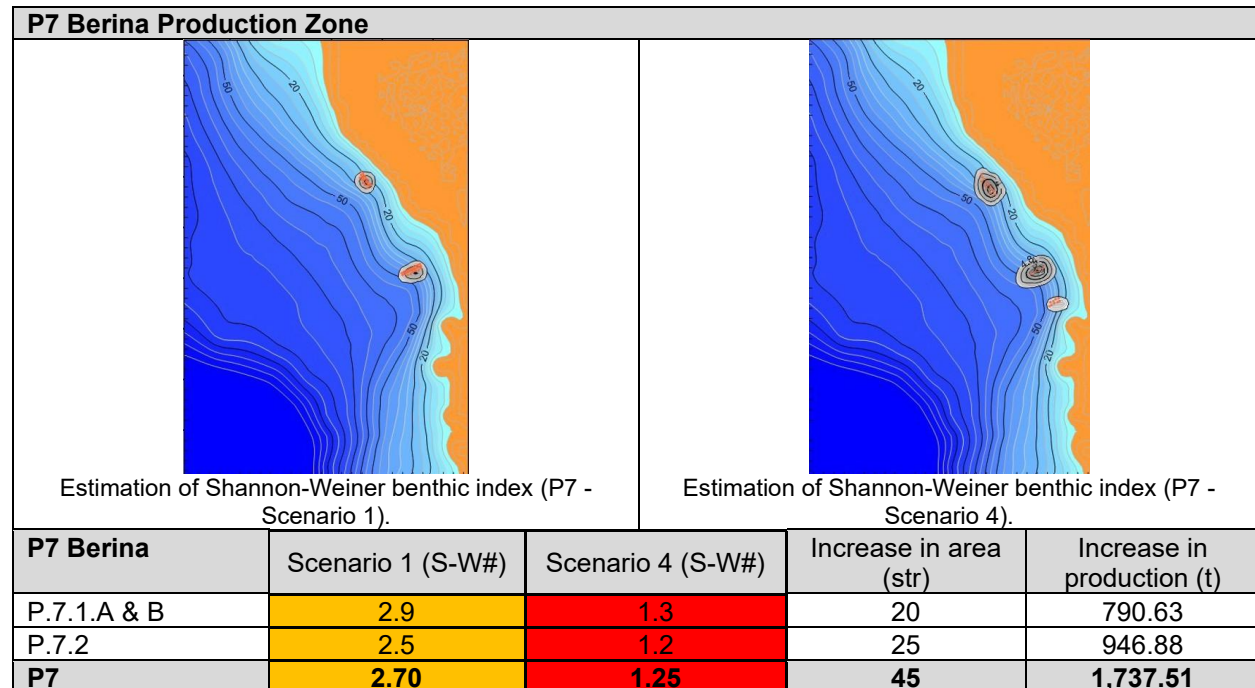 P7 Berina Production Zone
50
20
50
20
50
20
Estimation of Shannon-Weiner benthic index (P7 -
Scenario 1).
50
20
50
20
4.8
50
20
Estimation of Shannon-Weiner benthic index (P7 -
Scenario 4).
P7 Berina Scenario 1 (S-W#) Scenario 4 (S-W#) Increase in area
(str) Increase in
production (t)
P.7.1.A & B 2.9 1.3 20 790.63
P.7.2 2.5 1.2 25 946.88
P7 2.70 1.25 45 1,737.51